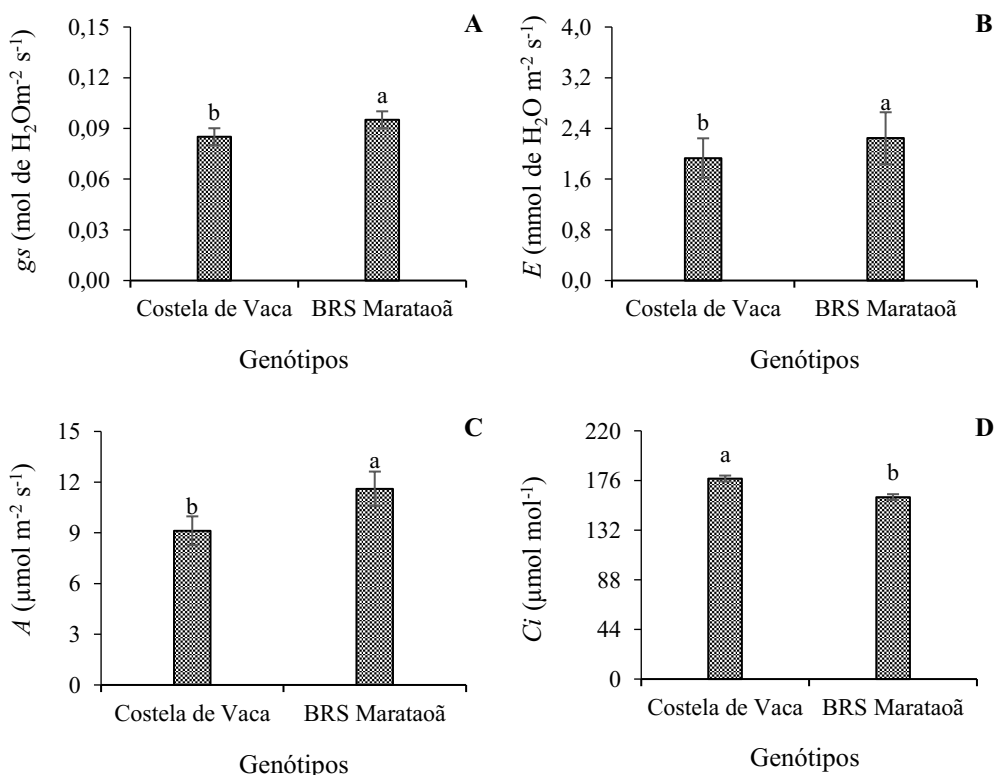 A
gs (mol de H₂Om⁻² s⁻¹)
0,15
0,12
0,09
0,06
0,03
0,00
b
a
Costela de Vaca
BRS Marataoã
Genótipos
B
E (mmol de H₂O m⁻² s⁻¹)
4,0
3,2
2,4
1,6
0,8
0,0
b
a
Costela de Vaca
BRS Marataoã
Genótipos
C
A (µmol m⁻² s⁻¹)
15
12
9
6
3
0
b
a
Costela de Vaca
BRS Marataoã
Genótipos
D
Ci (µmol mol⁻¹)
220
176
132
88
44
0
a
b
Costela de Vaca
BRS Marataoã
Genótipos